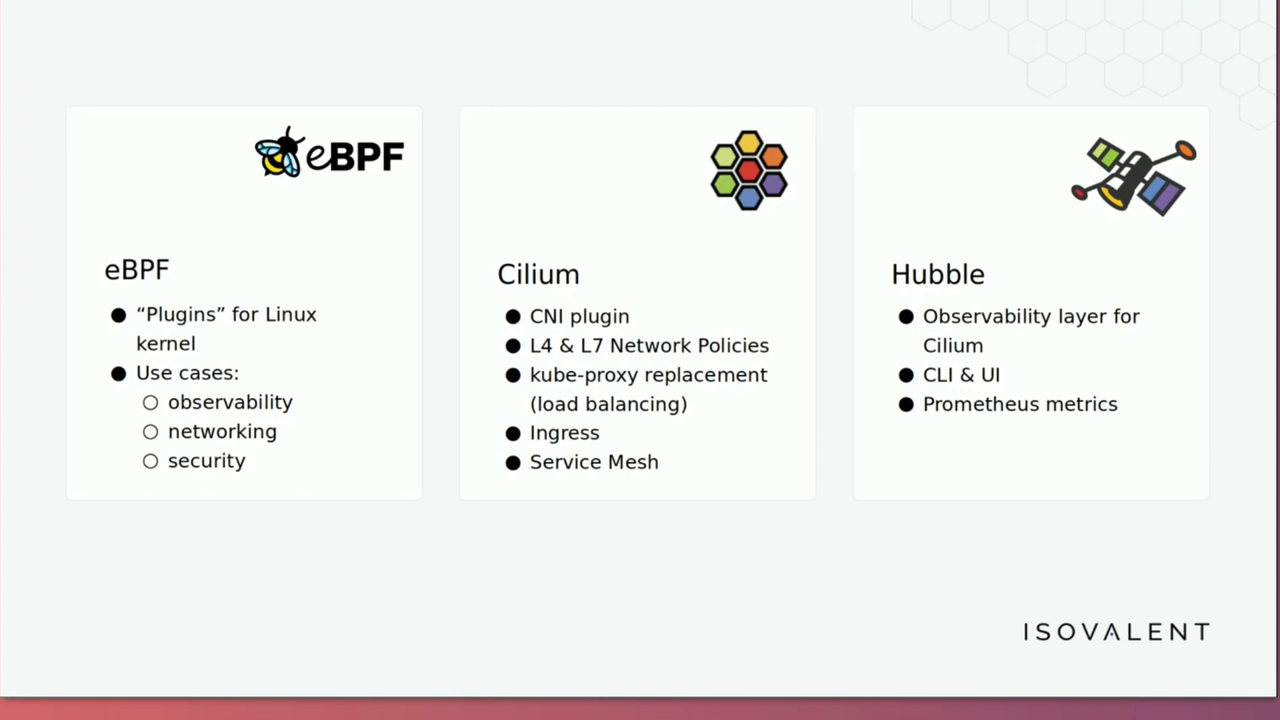 eBPF
eBPF
● “Plugins” for Linux
kernel
● Use cases:
○ observability
○ networking
○ security
Cilium
● CNI plugin
● L4 & L7 Network Policies
● kube-proxy replacement
(load balancing)
● Ingress
● Service Mesh
Hubble
● Observability layer for
Cilium
● CLI & UI
● Prometheus metrics
ISOVALENT